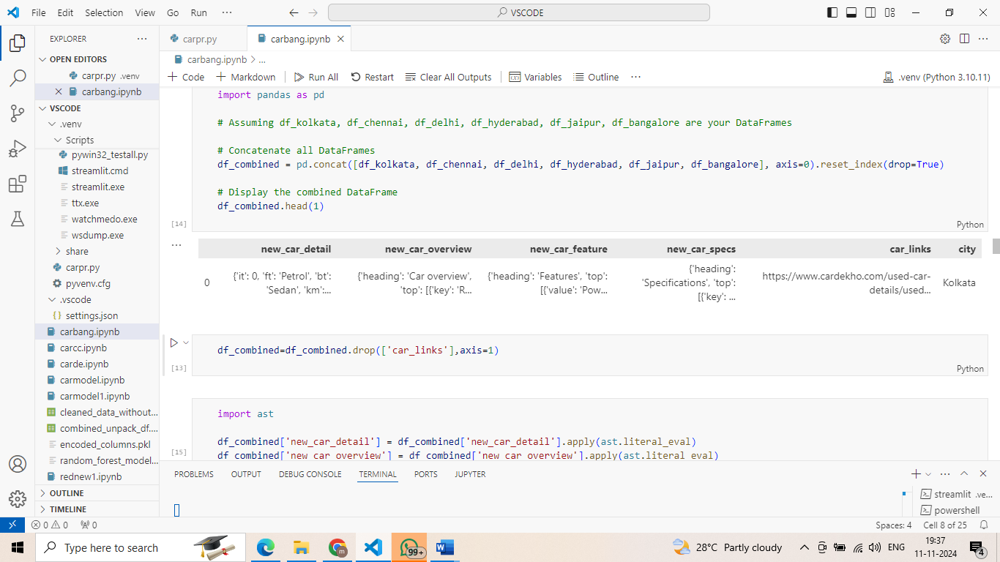 File Edit Selection View Go Run ···
VSCODE
EXPLORER ···
OPEN EDITORS
carpr.py .venv
carbang.ipynb
VSCODE
.venv
Scripts
pywin32_testall.py
streamlit.cmd
streamlit.exe
ttx.exe
watchmedo.exe
wsdump.exe
share
carpr.py
pyvenv.cfg
.vscode
settings.json
carbang.ipynb
carcc.ipynb
carde.ipynb
carmodel.ipynb
carmodel1.ipynb
cleaned_data_without...
combined_unpack_df....
encoded_columns.pkl
random_forest_model...
rednew1.ipynb
OUTLINE
TIMELINE
carpr.py carbang.ipynb
carbang.ipynb > ...
Code Markdown Run All Restart Clear All Outputs Variables Outline ··· .venv (Python 3.10.11)
import pandas as pd
# Assuming df_kolkata, df_chennai, df_delhi, df_hyderabad, df_jaipur, df_bangalore are your DataFrames
# Concatenate all DataFrames
df_combined = pd.concat([df_kolkata, df_chennai, df_delhi, df_hyderabad, df_jaipur, df_bangalore], axis=0).reset_index(drop=True)
# Display the combined DataFrame
df_combined.head(1)
[14] Python
new_car_detail new_car_overview new_car_feature new_car_specs car_links city
0 {'it': 0, 'ft': 'Petrol', 'bt': 'Sedan', 'km':... {'heading': 'Car overview', 'top': [{'key': 'R... {'heading': 'Features', 'top': [{'value': 'Pow... {'heading': 'Specifications', 'top': [{'key': ... https://www.cardekho.com/used-car-details/used... Kolkata
df_combined=df_combined.drop(['car_links'],axis=1)
[13] Python
import ast
df_combined['new_car_detail'] = df_combined['new_car_detail'].apply(ast.literal_eval)
[15]
df_combined['new_car_overview'] = df_combined['new_car_overview'].apply(ast.literal_eval)
PROBLEMS OUTPUT DEBUG CONSOLE TERMINAL PORTS JUPYTER
streamlit .ve...
powershell
0 0 0 Spaces: 4 Cell 8 of 25
Type here to search 99+ 28°C Partly cloudy ENG 19:37
11-11-2024 4